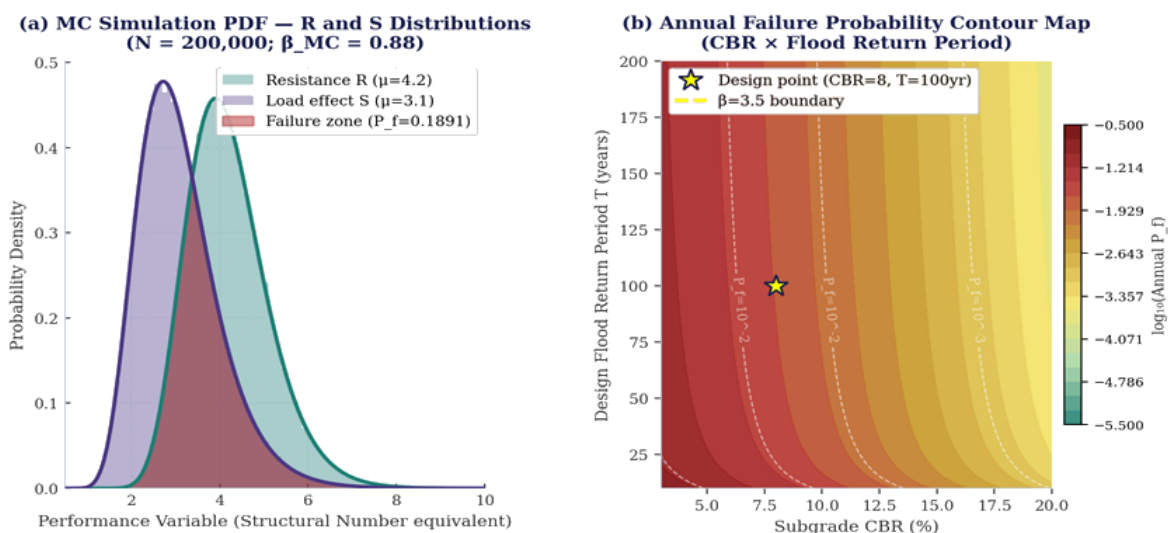 (a) MC Simulation PDF — R and S Distributions
(N = 200,000; β_MC = 0.88)
Resistance R (μ=4.2)
Load effect S (μ=3.1)
Failure zone (P_f=0.1891)
0.5
0.4
0.3
0.2
0.1
0.0
Probability Density
2
4
6
8
10
Performance Variable (Structural Number equivalent)
(b) Annual Failure Probability Contour Map
(CBR × Flood Return Period)
Design point (CBR=8, T=100yr)
β=3.5 boundary
200
175
150
125
100
75
50
25
Design Flood Return Period T (years)
P_f=10^-2
P_f=10^-2
P_f=10^-3
5.0
7.5
10.0
12.5
15.0
17.5
20.0
Subgrade CBR (%)
−0.500
−1.214
−1.929
−2.643
−3.357
−4.071
−4.786
−5.500
log₁₀(Annual P_f)